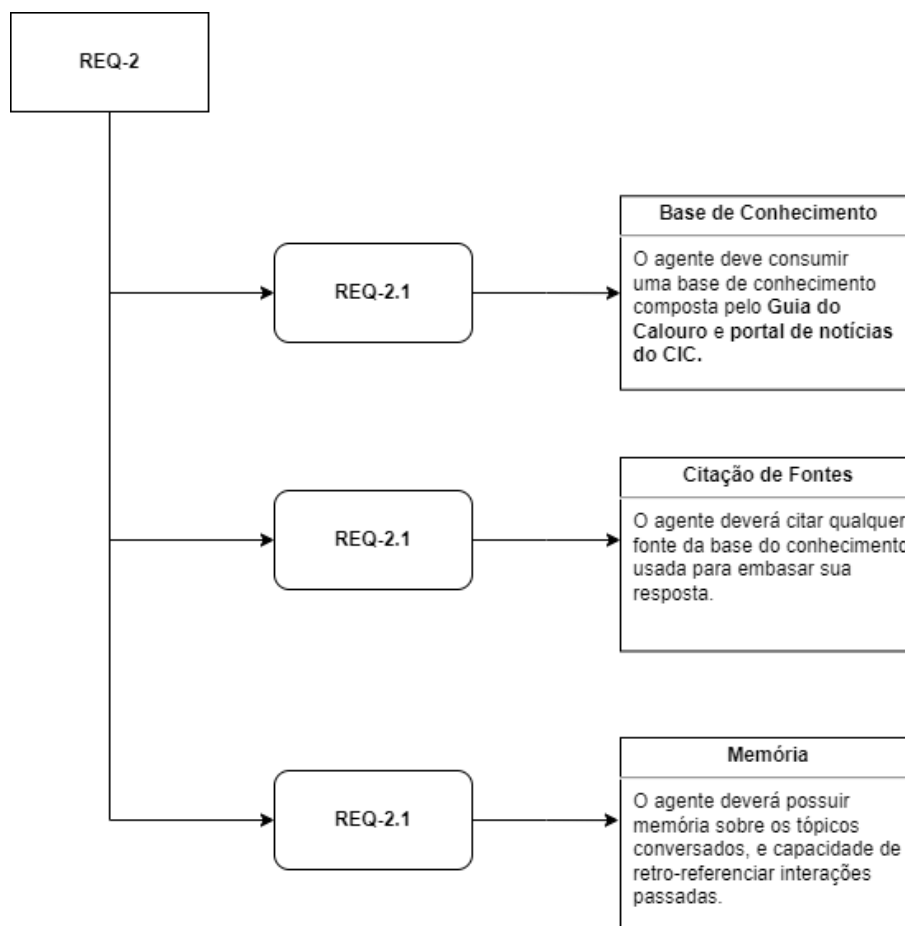 REQ-2
REQ-2.1
Base de Conhecimento
O agente deve consumir
uma base de conhecimento
composta pelo Guia do
Calouro e portal de notícias
do CIC.
REQ-2.1
Citação de Fontes
O agente deverá citar qualquer
fonte da base do conhecimento
usada para embasar sua
resposta.
REQ-2.1
Memória
O agente deverá possuir
memória sobre os tópicos
conversados, e capacidade de
retro-referenciar interações
passadas.